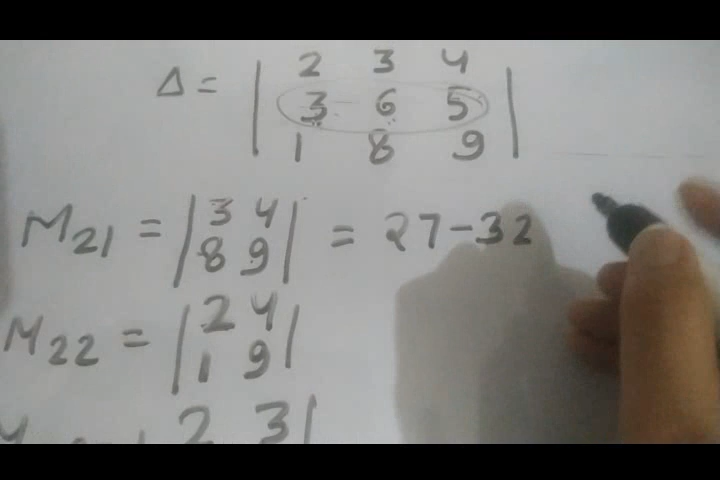 Δ = | 2 3 4 |
| 3 6 5 |
| 1 8 9 |
M21 = | 3 4 | = 27-32
| 8 9 |
M22 = | 2 4 |
| 1 9 |
2 3 |